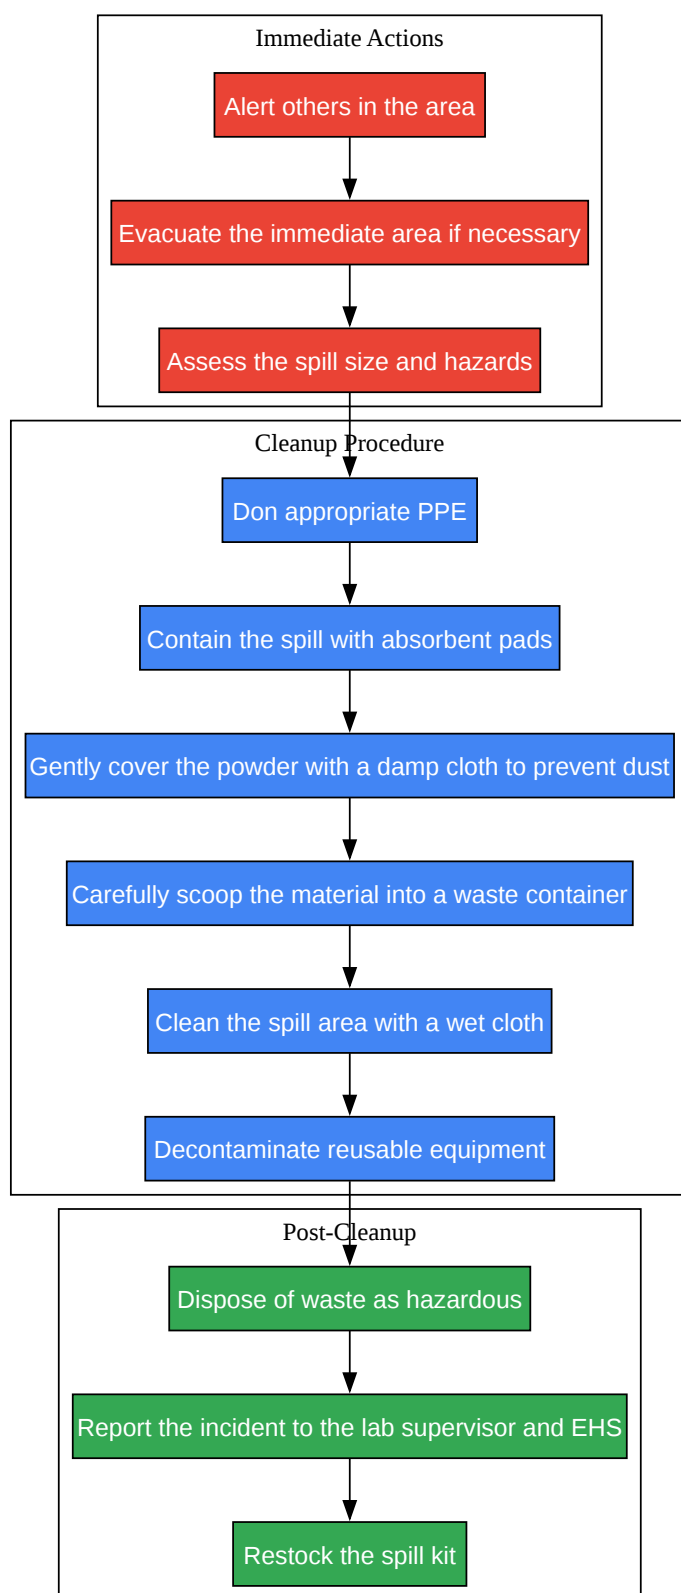 Immediate Actions
Alert others in the area
Evacuate the immediate area if necessary
Assess the spill size and hazards
Cleanup Procedure
Don appropriate PPE
Contain the spill with absorbent pads
Gently cover the powder with a damp cloth to prevent dust
Carefully scoop the material into a waste container
Clean the spill area with a wet cloth
Decontaminate reusable equipment
Post-Cleanup
Dispose of waste as hazardous
Report the incident to the lab supervisor and EHS
Restock the spill kit